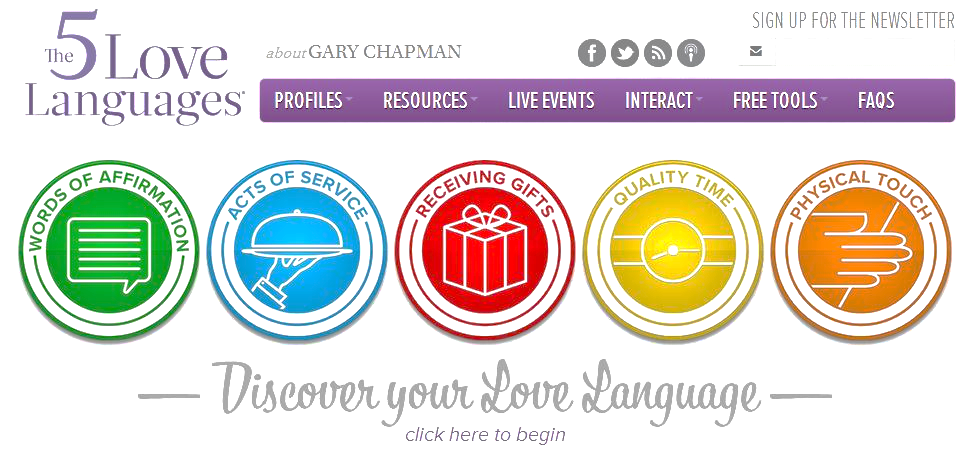 The 5 Love
Languages®
about GARY CHAPMAN
SIGN UP FOR THE NEWSLETTER
PROFILES RESOURCES LIVE EVENTS INTERACT FREE TOOLS FAQS
WORDS OF AFFIRMATION
ACTS OF SERVICE
RECEIVING GIFTS
QUALITY TIME
PHYSICAL TOUCH
Discover your Love Language
click here to begin